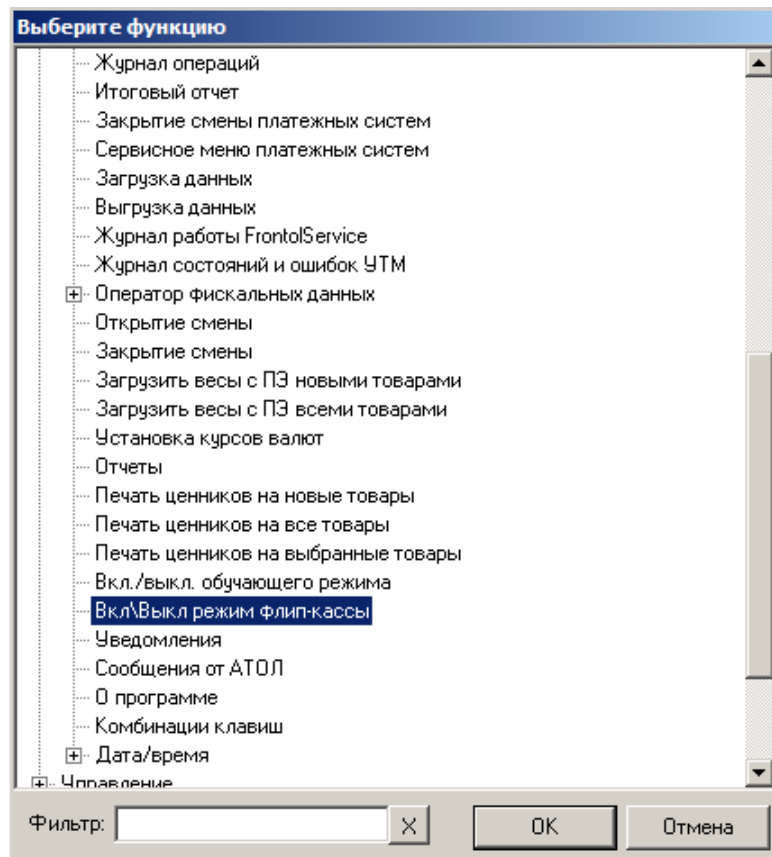 Выберите функцию
Журнал операций
Итоговый отчет
Закрытие смены платежных систем
Сервисное меню платежных систем
Загрузка данных
Выгрузка данных
Журнал работы FrontolService
Журнал состояний и ошибок УТМ
Оператор фискальных данных
Открытие смены
Закрытие смены
Загрузить весы с ПЭ новыми товарами
Загрузить весы с ПЭ всеми товарами
Установка курсов валют
Отчеты
Печать ценников на новые товары
Печать ценников на все товары
Печать ценников на выбранные товары
Вкл./выкл. обучающего режима
Вкл\Выкл режим флип-кассы
Уведомления
Сообщения от АТОЛ
О программе
Комбинации клавиш
Дата/время
Управление
Фильтр: X OK Отмена